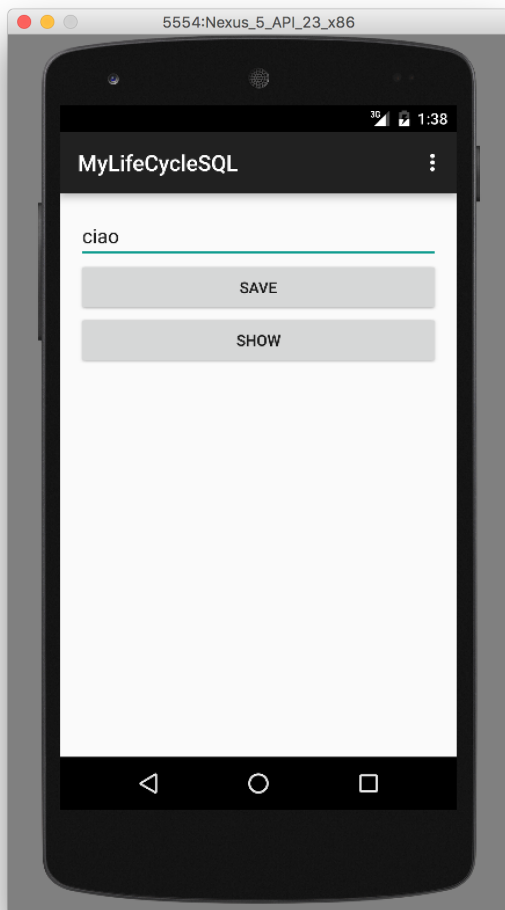 5554:Nexus_5_API_23_x86
3G 1:38
MyLifeCycleSQL
ciao
SAVE
SHOW